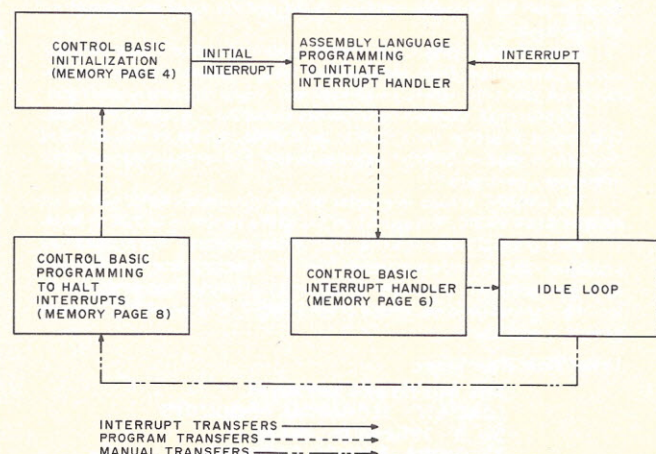 CONTROL BASIC
INITIALIZATION
(MEMORY PAGE 4)
INITIAL
INTERRUPT
ASSEMBLY LANGUAGE
PROGRAMMING
TO INITIATE
INTERRUPT HANDLER
INTERRUPT
CONTROL BASIC
PROGRAMMING
TO HALT
INTERRUPTS
(MEMORY PAGE 8)
CONTROL BASIC
INTERRUPT HANDLER
(MEMORY PAGE 6)
IDLE LOOP
INTERRUPT TRANSFERS
PROGRAM TRANSFERS
MANUAL TRANSFERS